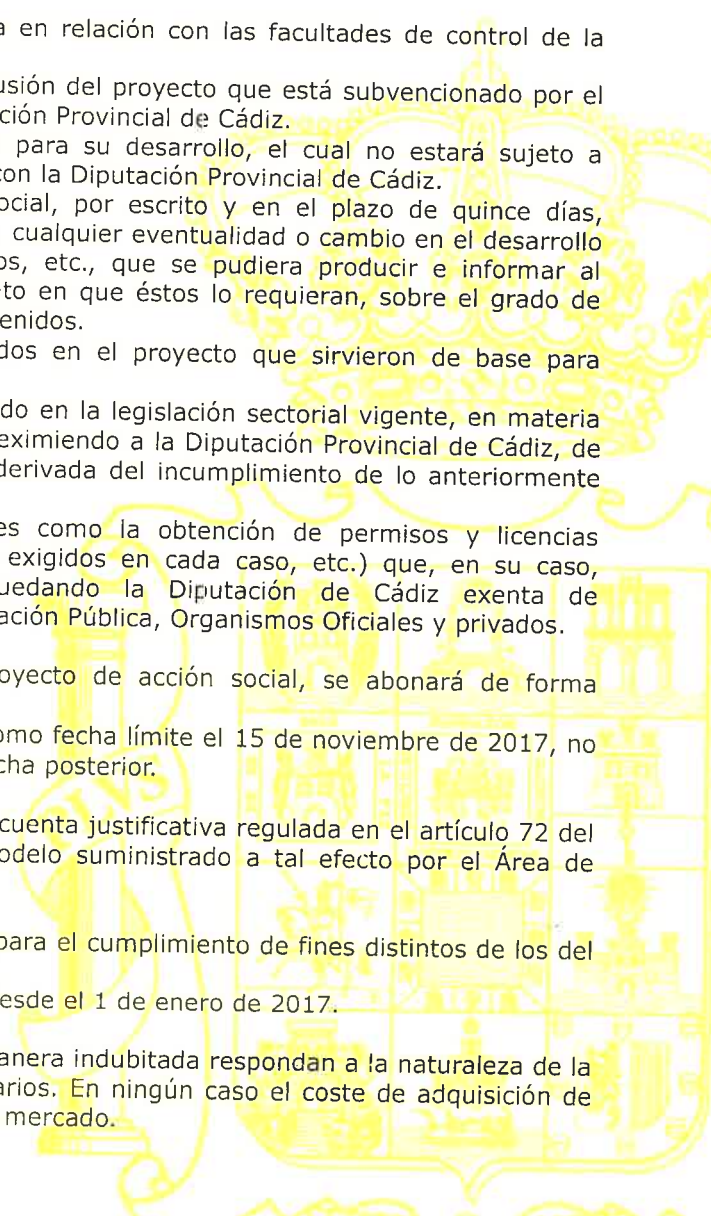 a en relación con las facultades de control de la
usión del proyecto que está subvencionado por el
ción Provincial de Cádiz.
para su desarrollo, el cual no estará sujeto a
con la Diputación Provincial de Cádiz.
ocial, por escrito y en el plazo de quince días,
cualquier eventualidad o cambio en el desarrollo
os, etc., que se pudiera producir e informar al
to en que éstos lo requieran, sobre el grado de
enidos.
dos en el proyecto que sirvieron de base para
do en la legislación sectorial vigente, en materia
eximiendo a la Diputación Provincial de Cádiz, de
derivada del incumplimiento de lo anteriormente
es como la obtención de permisos y licencias
exigidos en cada caso, etc.) que, en su caso,
uedando la Diputación de Cádiz exenta de
ación Pública, Organismos Oficiales y privados.
oyecto de acción social, se abonará de forma
omo fecha límite el 15 de noviembre de 2017, no
cha posterior.
PLVS
cuenta justificativa regulada en el artículo 72 del
odelo suministrado a tal efecto por el Área de
para el cumplimiento de fines distintos de los del
esde el 1 de enero de 2017.
anera indubitada respondan a la naturaleza de la
arios. En ningún caso el coste de adquisición de
mercado.